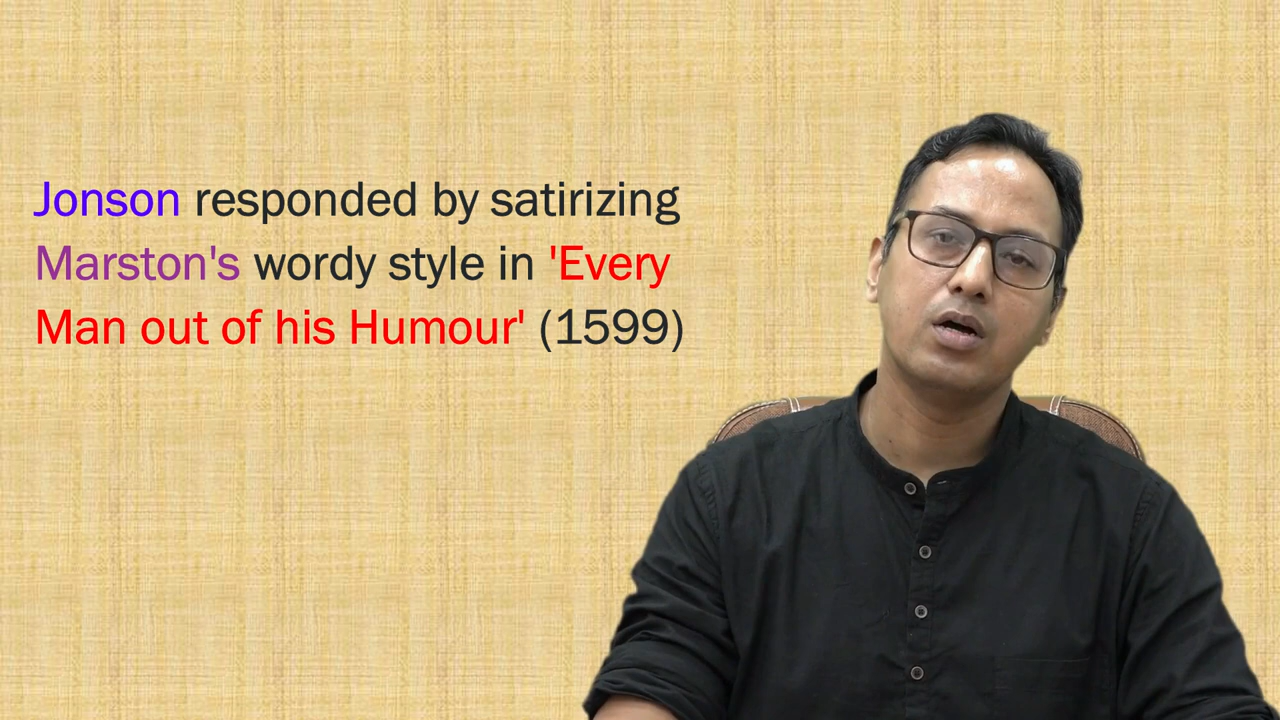 Jonson responded by satirizing
Marston's wordy style in 'Every
Man out of his Humour' (1599)